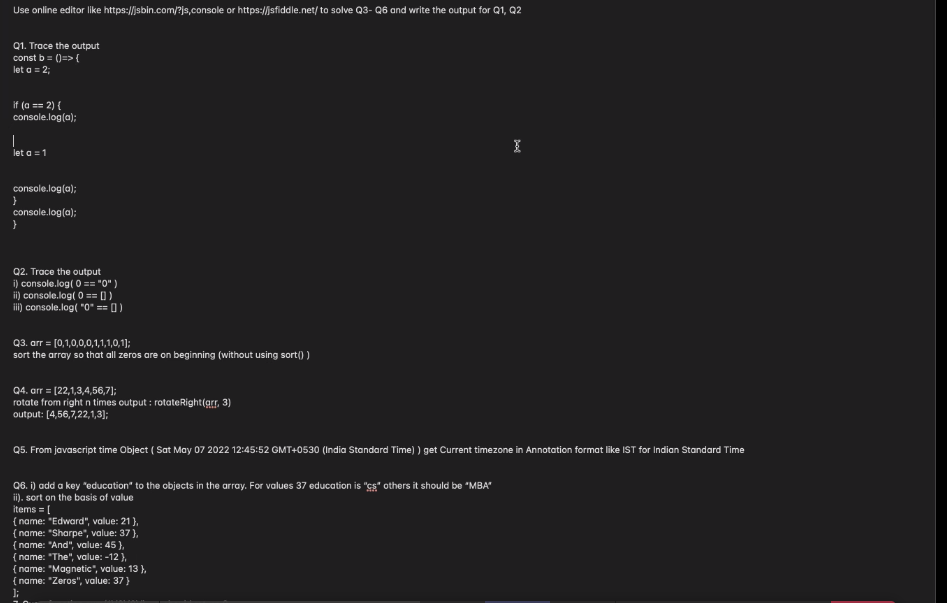 Use online editor like https://jsbin.com/?js,console or https://jsfiddle.net/ to solve Q3- Q6 and write the output for Q1, Q2
Q1. Trace the output
const b = ()=> {
let a = 2;
if (a == 2) {
console.log(a);
let a = 1
console.log(a);
}
console.log(a);
}
Q2. Trace the output
i) console.log( 0 == "0" )
ii) console.log( 0 == [] )
iii) console.log( "0" == [] )
Q3. arr = [0,1,0,0,0,1,1,1,0,1];
sort the array so that all zeros are on beginning (without using sort() )
Q4. arr = [22,1,3,4,56,7];
rotate from right n times output : rotateRight(arr, 3)
output: [4,56,7,22,1,3];
Q5. From javascript time Object ( Sat May 07 2022 12:45:52 GMT+0530 (India Standard Time) ) get Current timezone in Annotation format like IST for Indian Standard Time
Q6. i) add a key “education” to the objects in the array. For values 37 education is “cs” others it should be “MBA”
ii). sort on the basis of value
items = [
{ name: "Edward", value: 21 },
{ name: "Sharpe", value: 37 },
{ name: "And", value: 45 },
{ name: "The", value: -12 },
{ name: "Magnetic", value: 13 },
{ name: "Zeros", value: 37 }
];